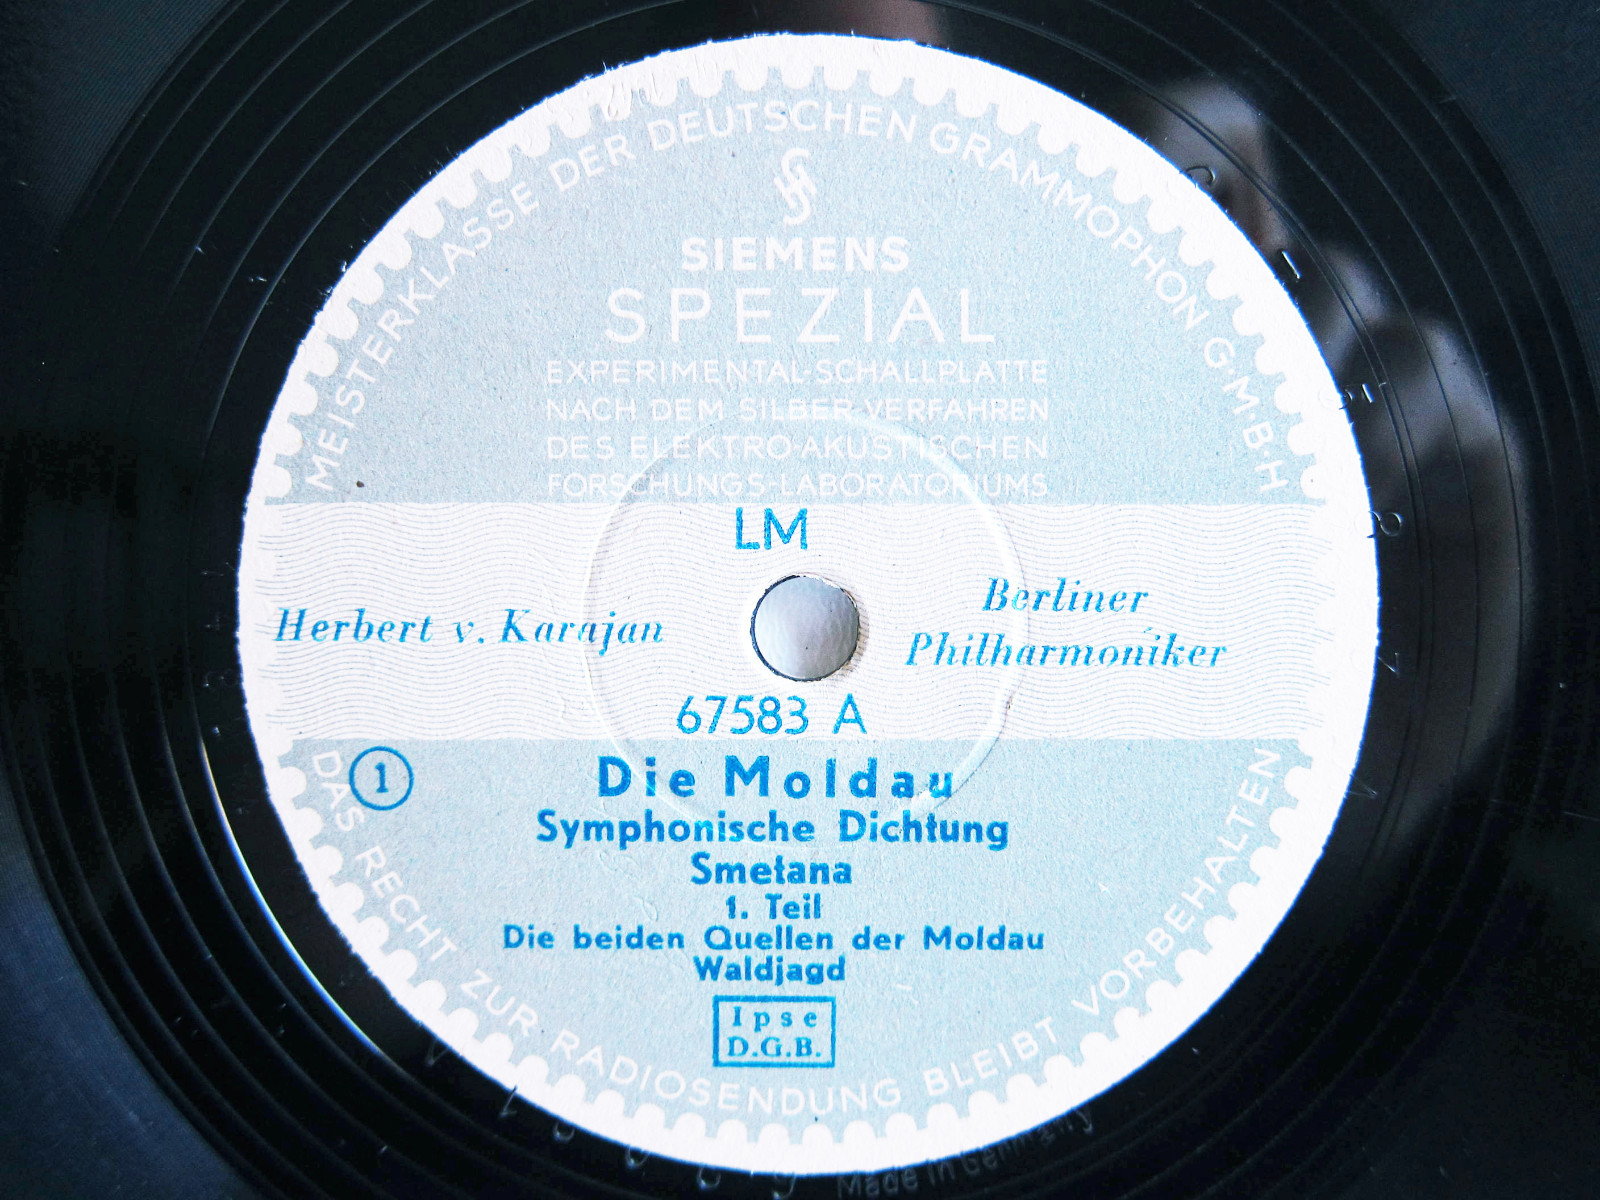 MEISTERKLASSE DER DEUTSCHEN GRAMMOPHON G·M·B·H
SIEMENS
SPEZIAL
EXPERIMENTAL-SCHALLPLATTE
NACH DEM SILBER-VERFAHREN
DES ELEKTRO-AKUSTISCHEN
FORSCHUNGS-LABORATORIUMS
LM
Herbert v. Karajan
Berliner
Philharmoniker
67583 A
1
Die Moldau
Symphonische Dichtung
Smetana
1. Teil
Die beiden Quellen der Moldau
Waldjagd
Ipse
D.G.B.
DAS RECHT ZUR RADIOSENDUNG BLEIBT VORBEHALTEN
Made in Germany